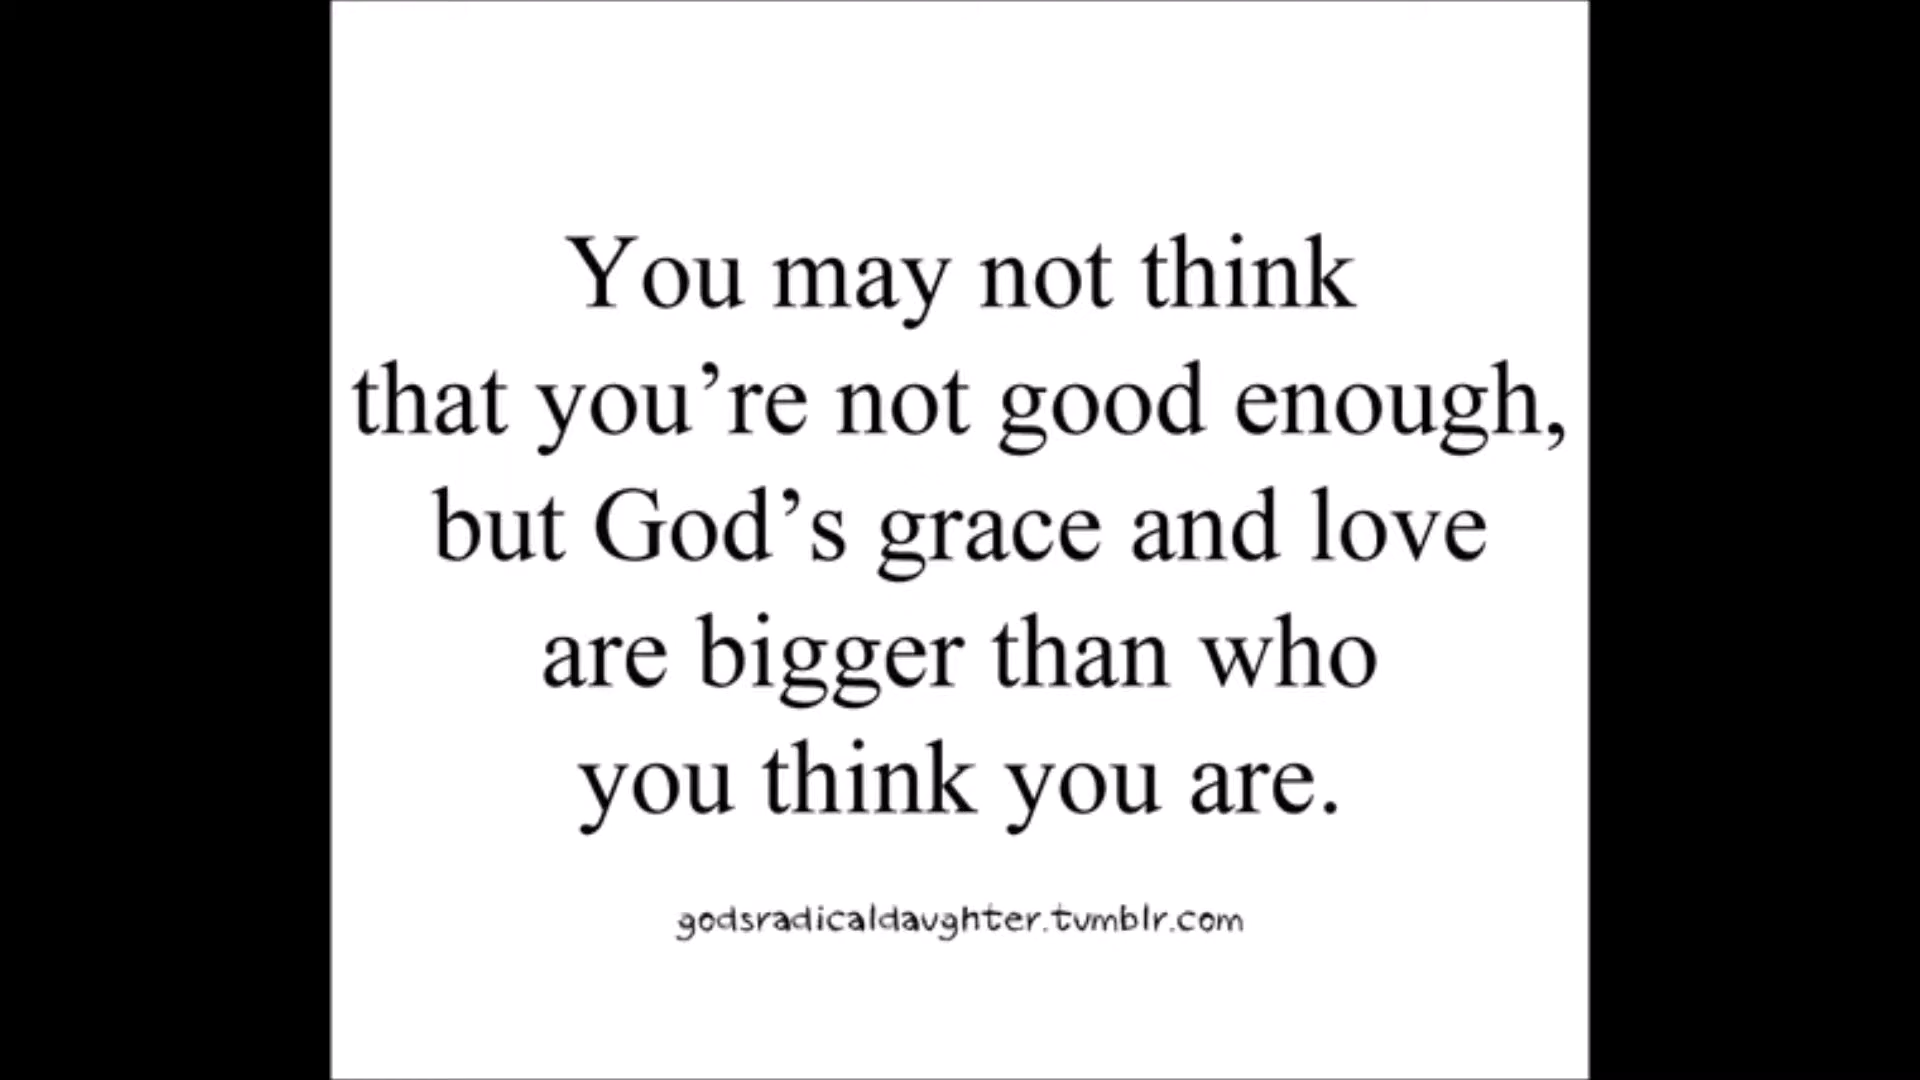 You may not think
that you’re not good enough,
but God’s grace and love
are bigger than who
you think you are.
godsradicaldaughter.tumblr.com